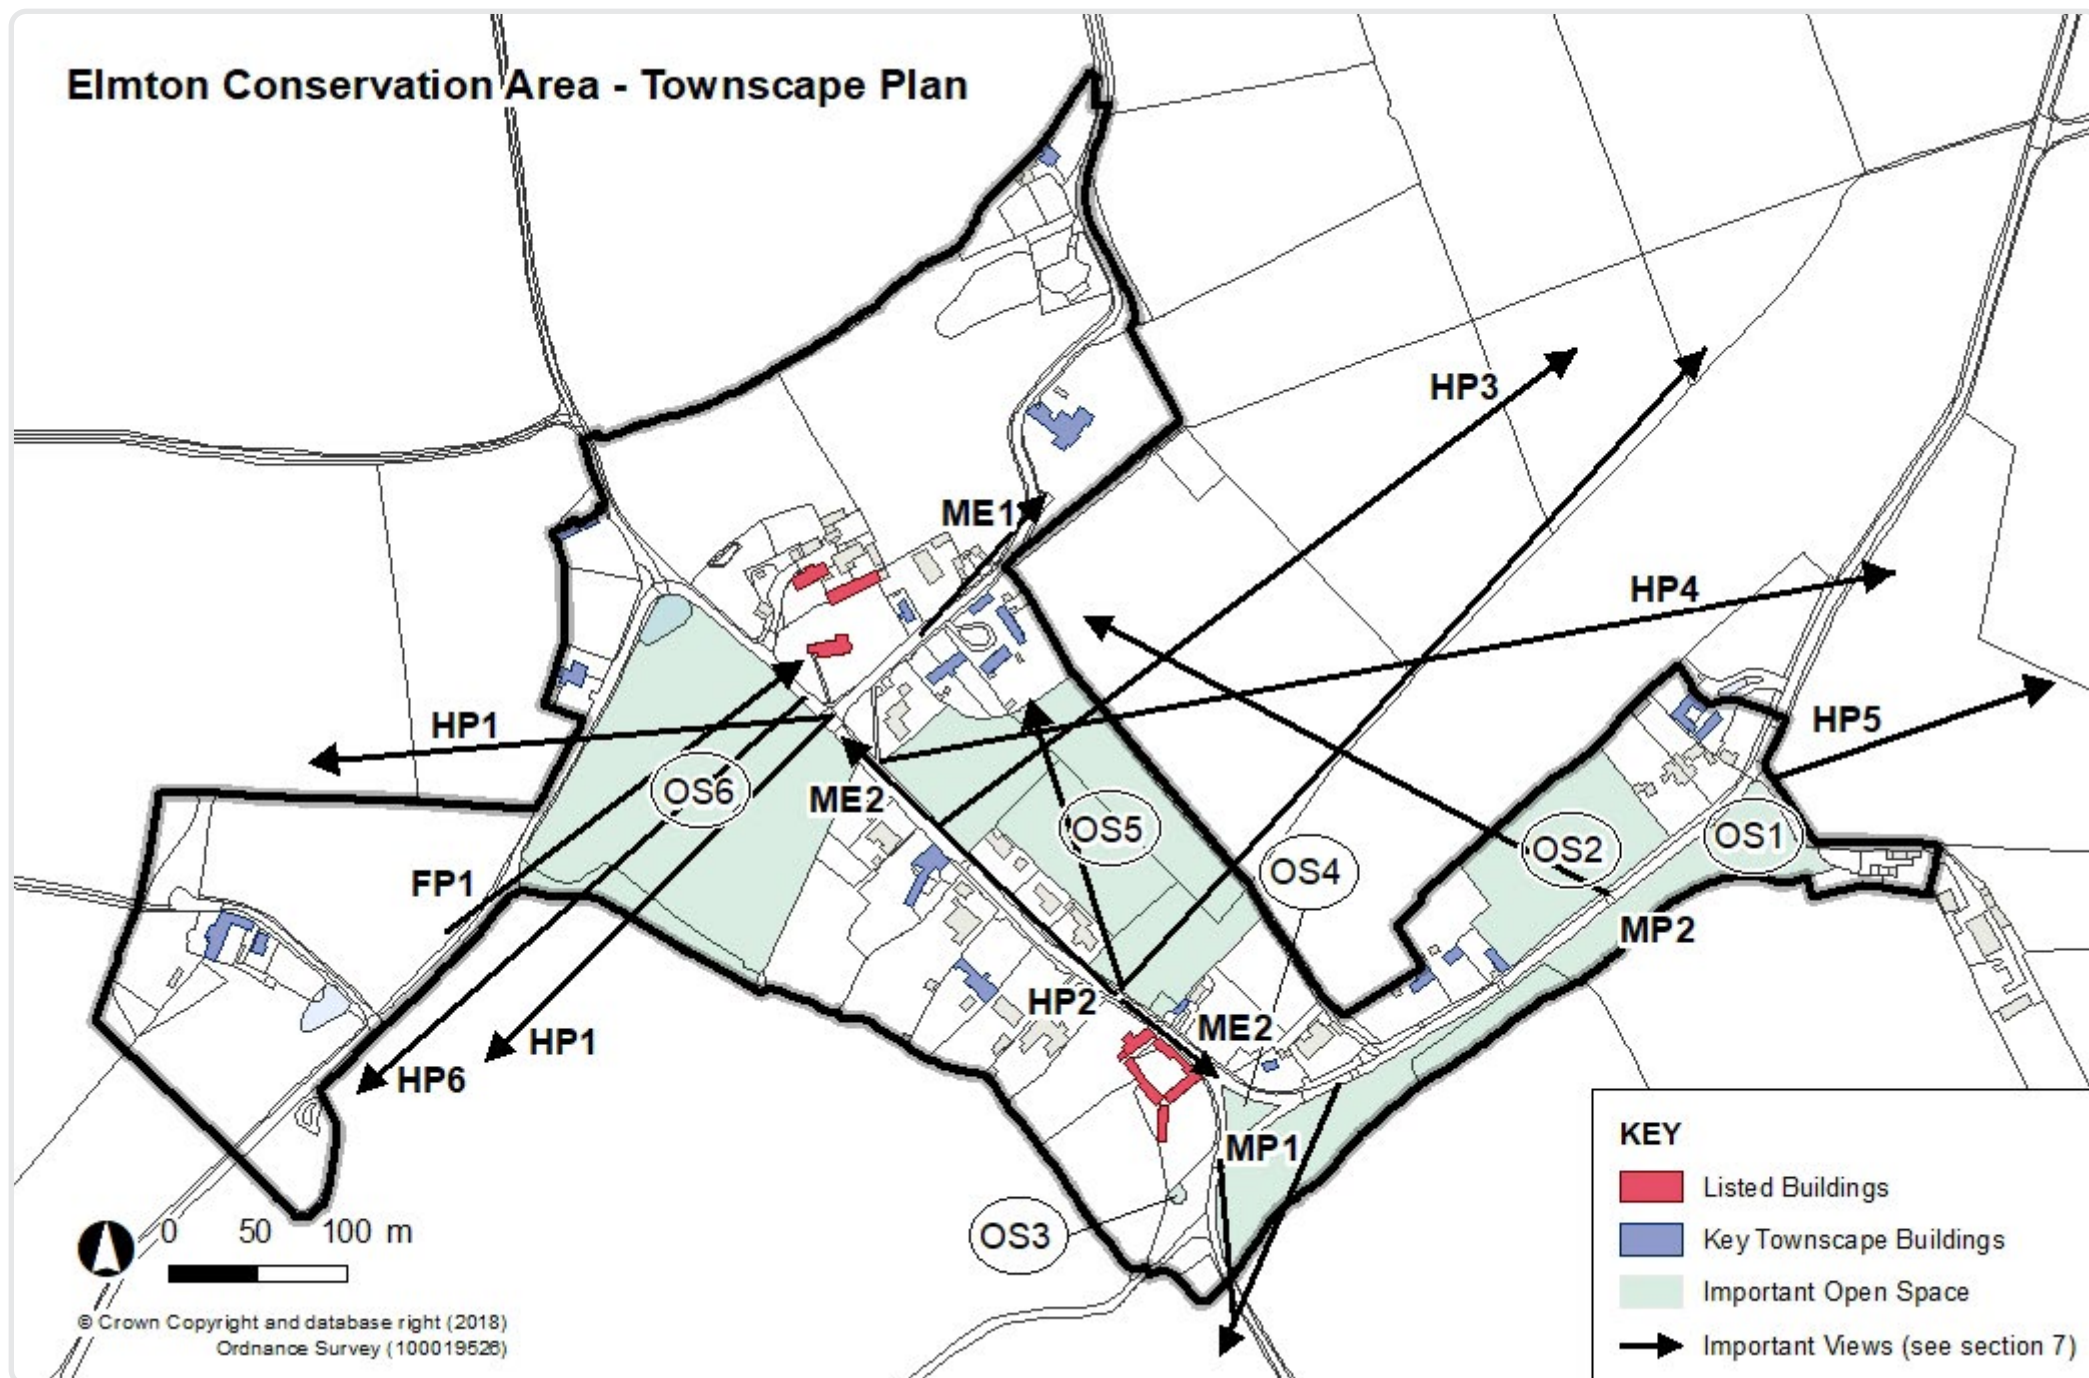 Elmton Conservation Area - Townscape Plan
HP3
ME1
HP4
HP1
HP5
OS6
ME2
OS5
OS2
OS1
OS4
FP1
MP2
HP2
ME2
HP1
HP6
MP1
OS3
0 50 100 m
© Crown Copyright and database right (2018)
Ordnance Survey (100019526)
KEY
Listed Buildings
Key Townscape Buildings
Important Open Space
Important Views (see section 7)